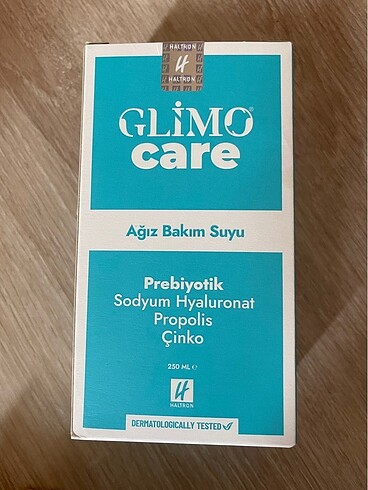 HALTRON
HALTRON
GLİMO®
care
Ağız Bakım Suyu
Prebiyotik
Sodyum Hyaluronat
Propolis
Çinko
250 ML ℮
HALTRON
DERMATOLOGICALLY TESTED